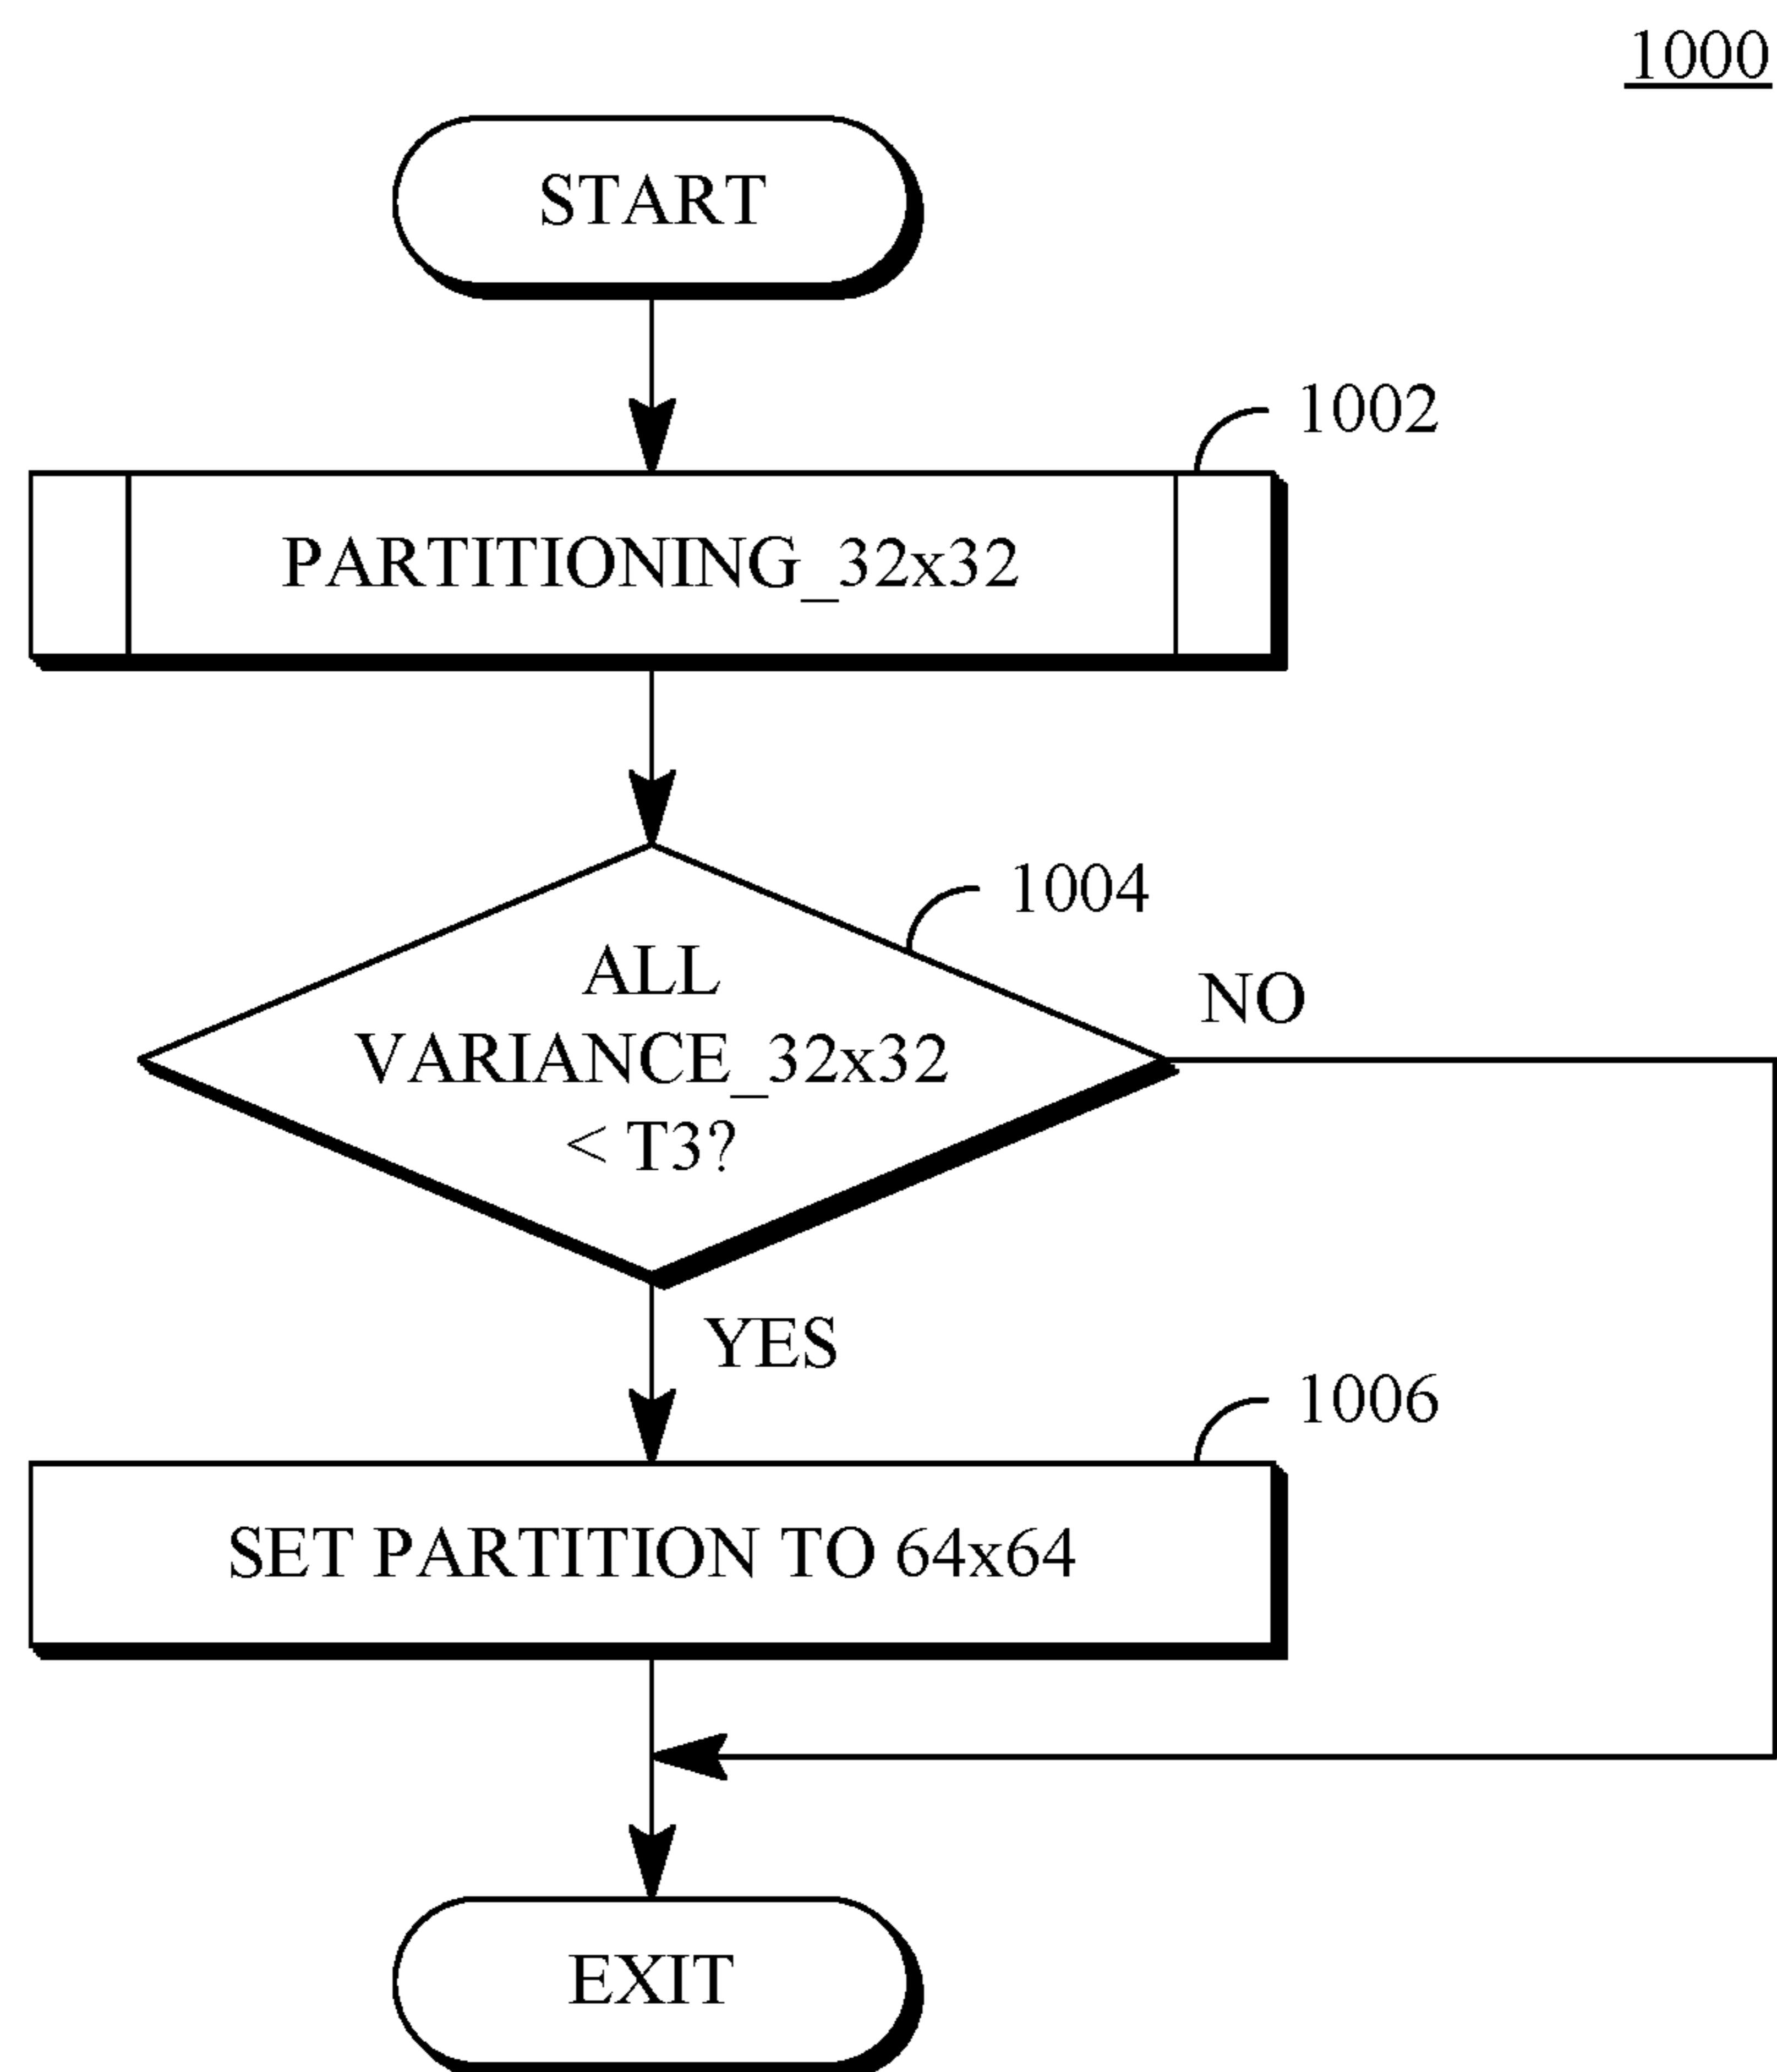 1000
START
1002
PARTITIONING_32x32
1004
ALL
VARIANCE_32x32
< T3?
NO
YES
1006
SET PARTITION TO 64x64
EXIT